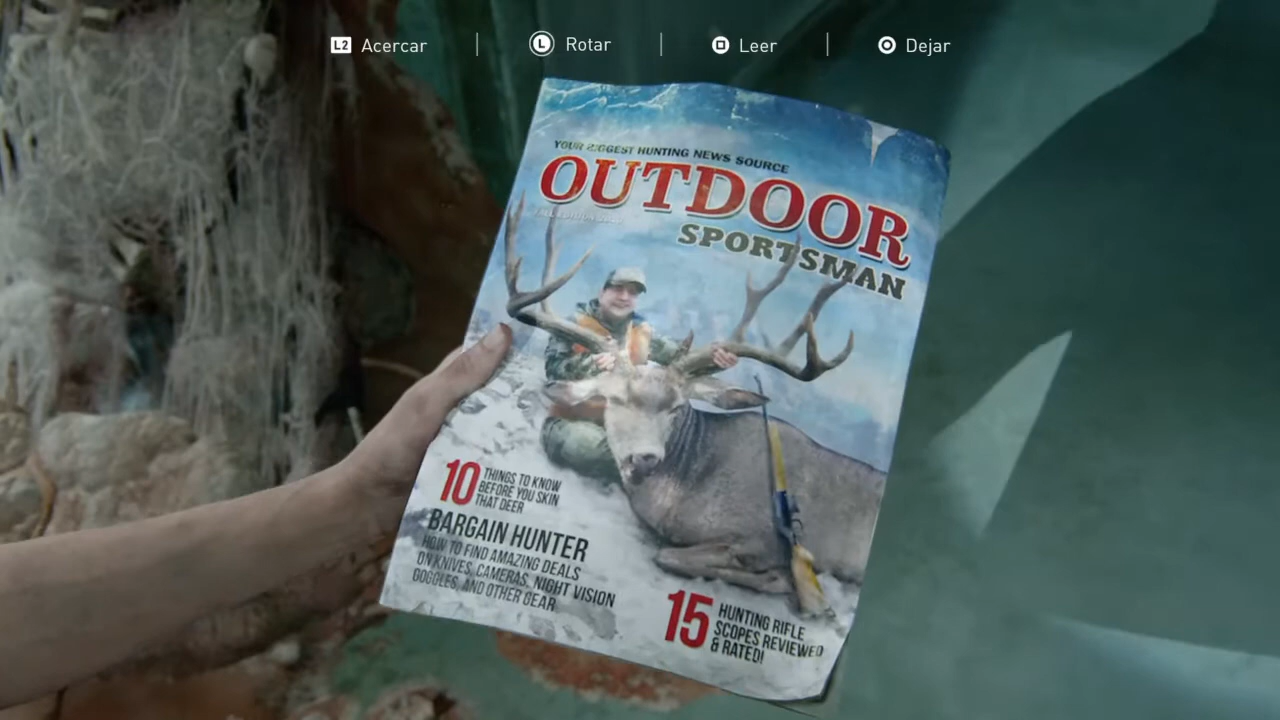 L2 Acercar
L Rotar
Leer
Dejar
YOUR BIGGEST HUNTING NEWS SOURCE
OUTDOOR
SPORTSMAN
10 THINGS TO KNOW
BEFORE YOU SKIN
THAT DEER
BARGAIN HUNTER
HOW TO FIND AMAZING DEALS
ON KNIVES, CAMERAS, NIGHT VISION
GOGGLES, AND OTHER GEAR
15 HUNTING RIFLE
SCOPES REVIEWED
& RATED!